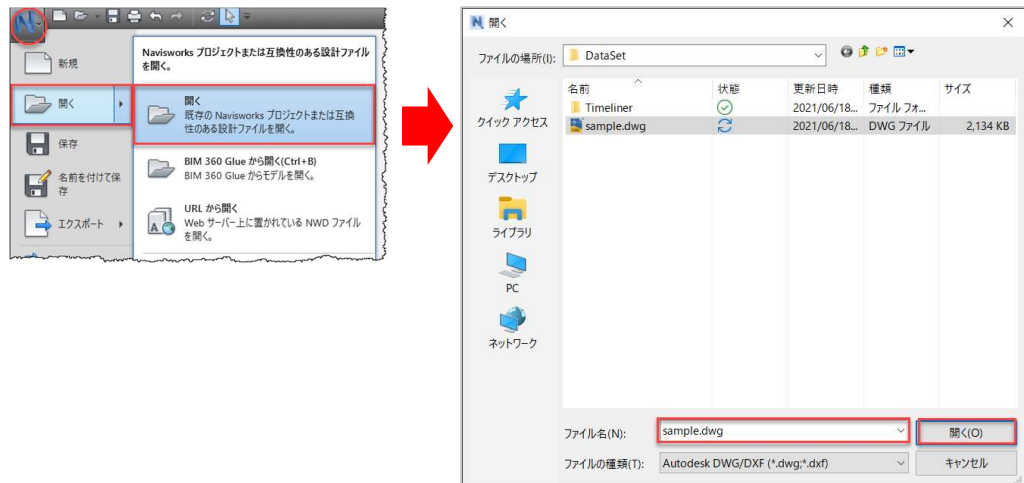 新規
開く
保存
名前を付けて保
存
エクスポート
Navisworks プロジェクトまたは互換性のある設計ファイル
を開く。
開く
既存の Navisworks プロジェクトまたは互換
性のある設計ファイルを開く。
BIM 360 Glue から開く(Ctrl+B)
BIM 360 Glue からモデルを開く。
URL から開く
Web サーバー上に置かれている NWD ファイル
を開く。
開く
ファイルの場所(I): DataSet
クイック アクセス
デスクトップ
ライブラリ
PC
ネットワーク
名前 状態 更新日時 種類 サイズ
Timeliner 2021/06/18... ファイル フォ...
sample.dwg 2021/06/18... DWG ファイル 2,134 KB
ファイル名(N): sample.dwg 開く(O)
ファイルの種類(T): Autodesk DWG/DXF (*.dwg;*.dxf) キャンセル